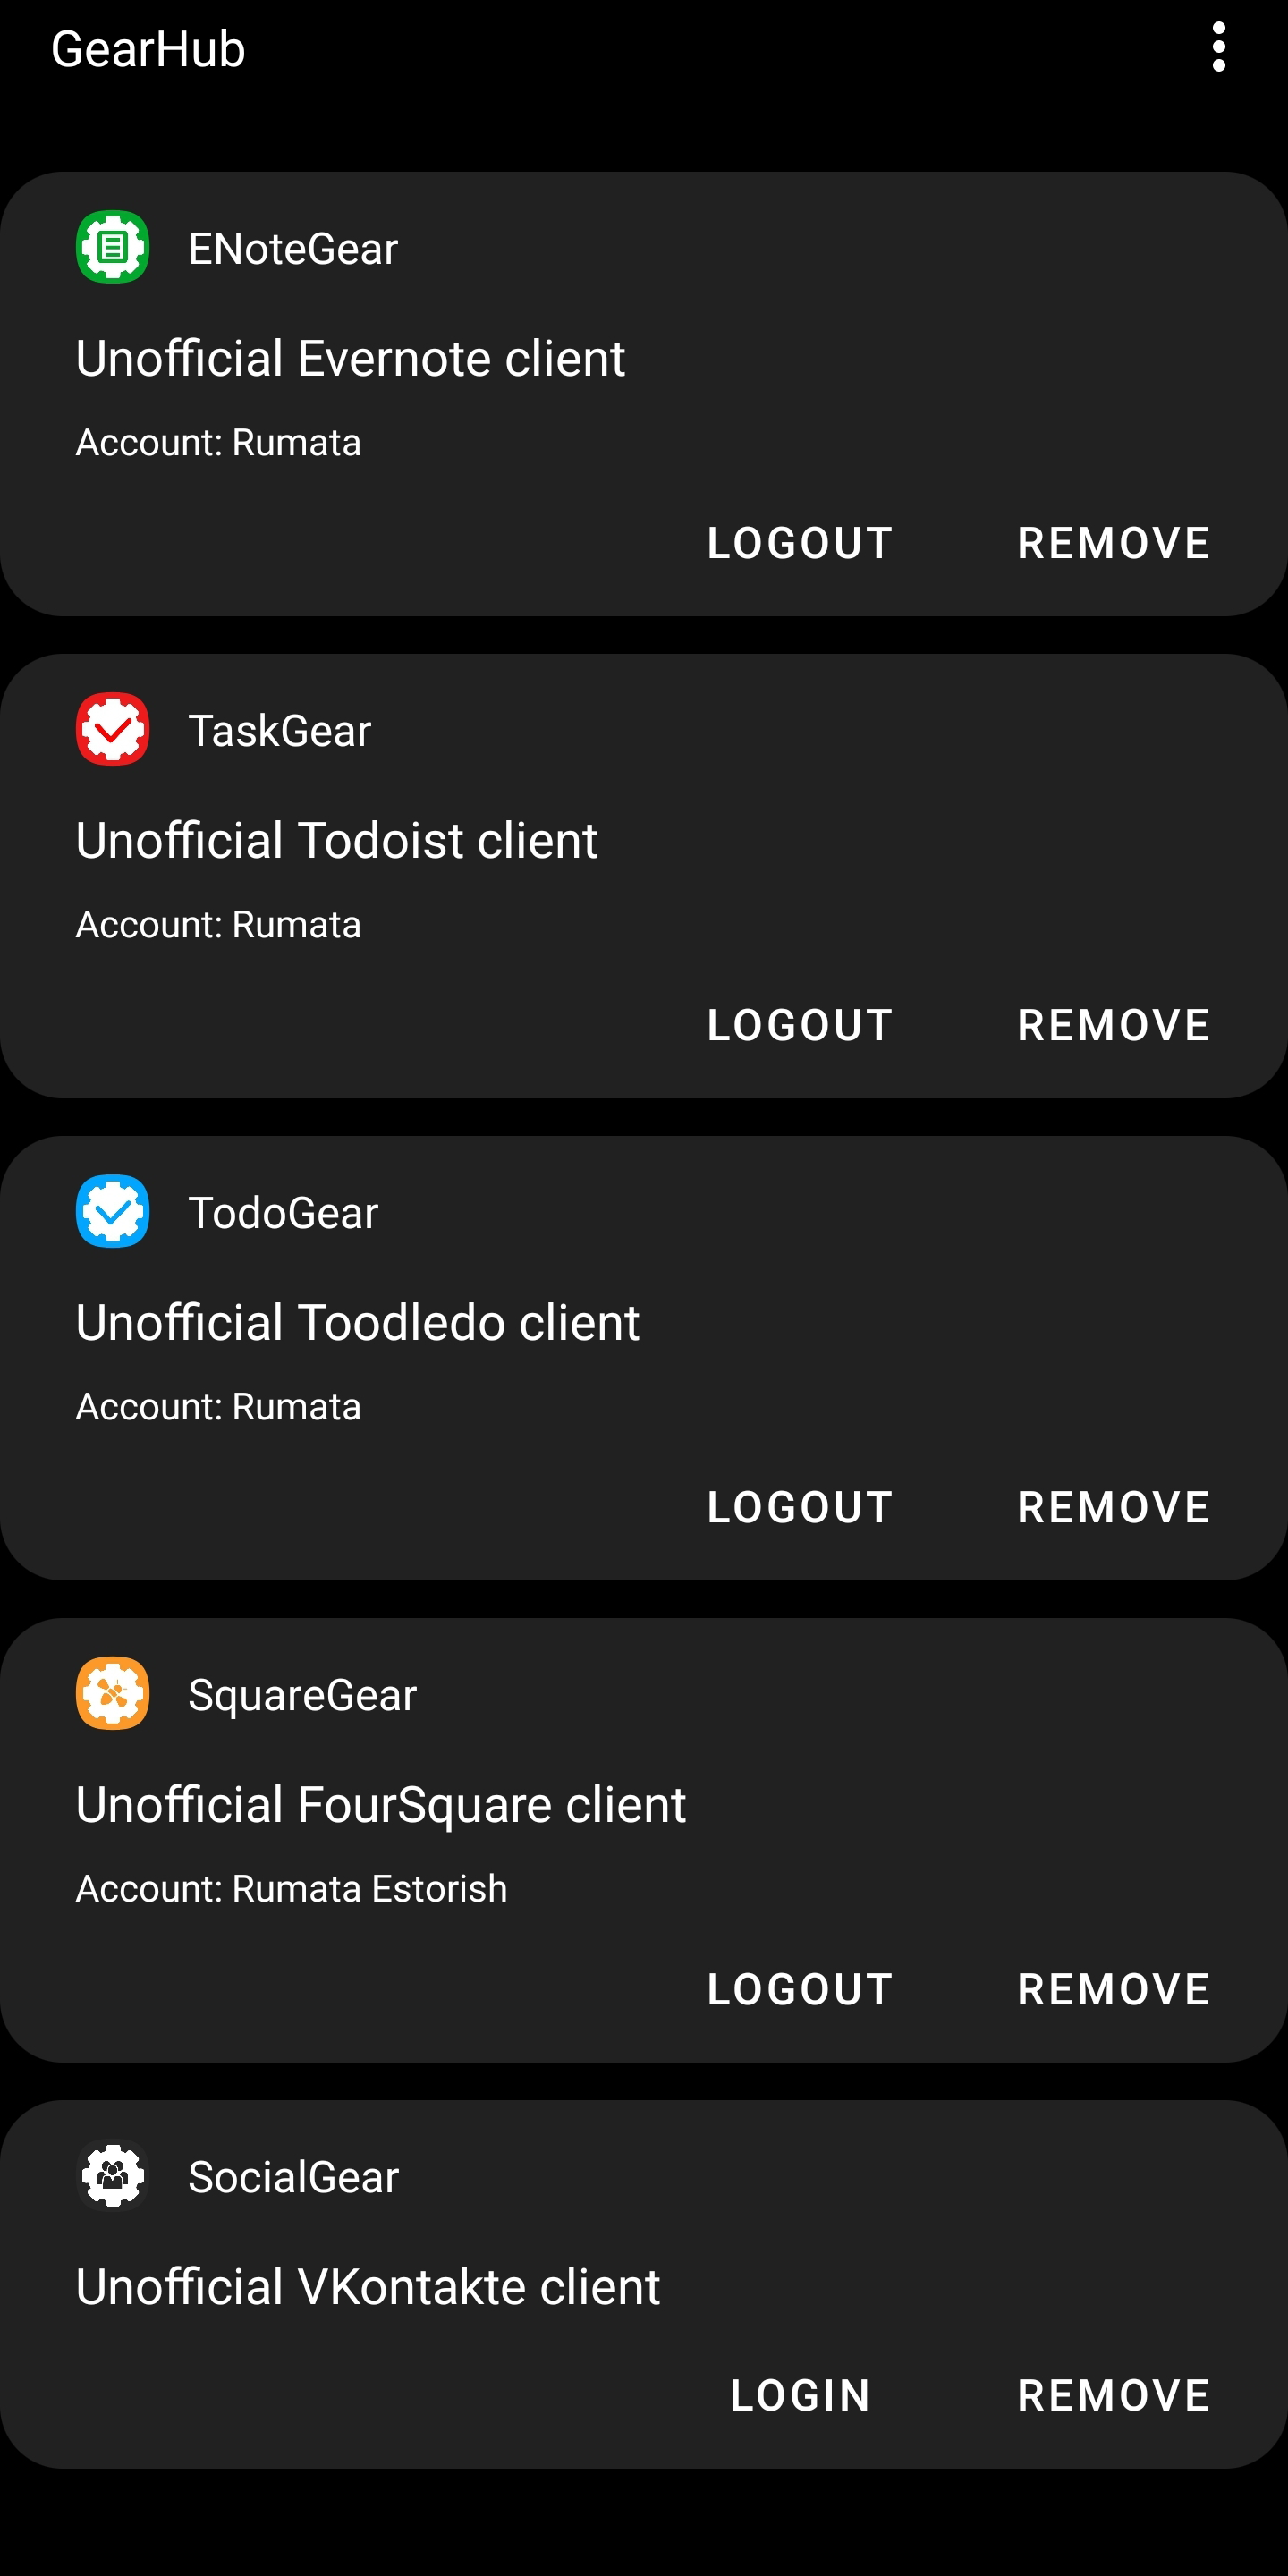 GearHub
ENoteGear
Unofficial Evernote client
Account: Rumata
LOGOUT REMOVE
TaskGear
Unofficial Todoist client
Account: Rumata
LOGOUT REMOVE
TodoGear
Unofficial Toodledo client
Account: Rumata
LOGOUT REMOVE
SquareGear
Unofficial FourSquare client
Account: Rumata Estorish
LOGOUT REMOVE
SocialGear
Unofficial VKontakte client
LOGIN REMOVE